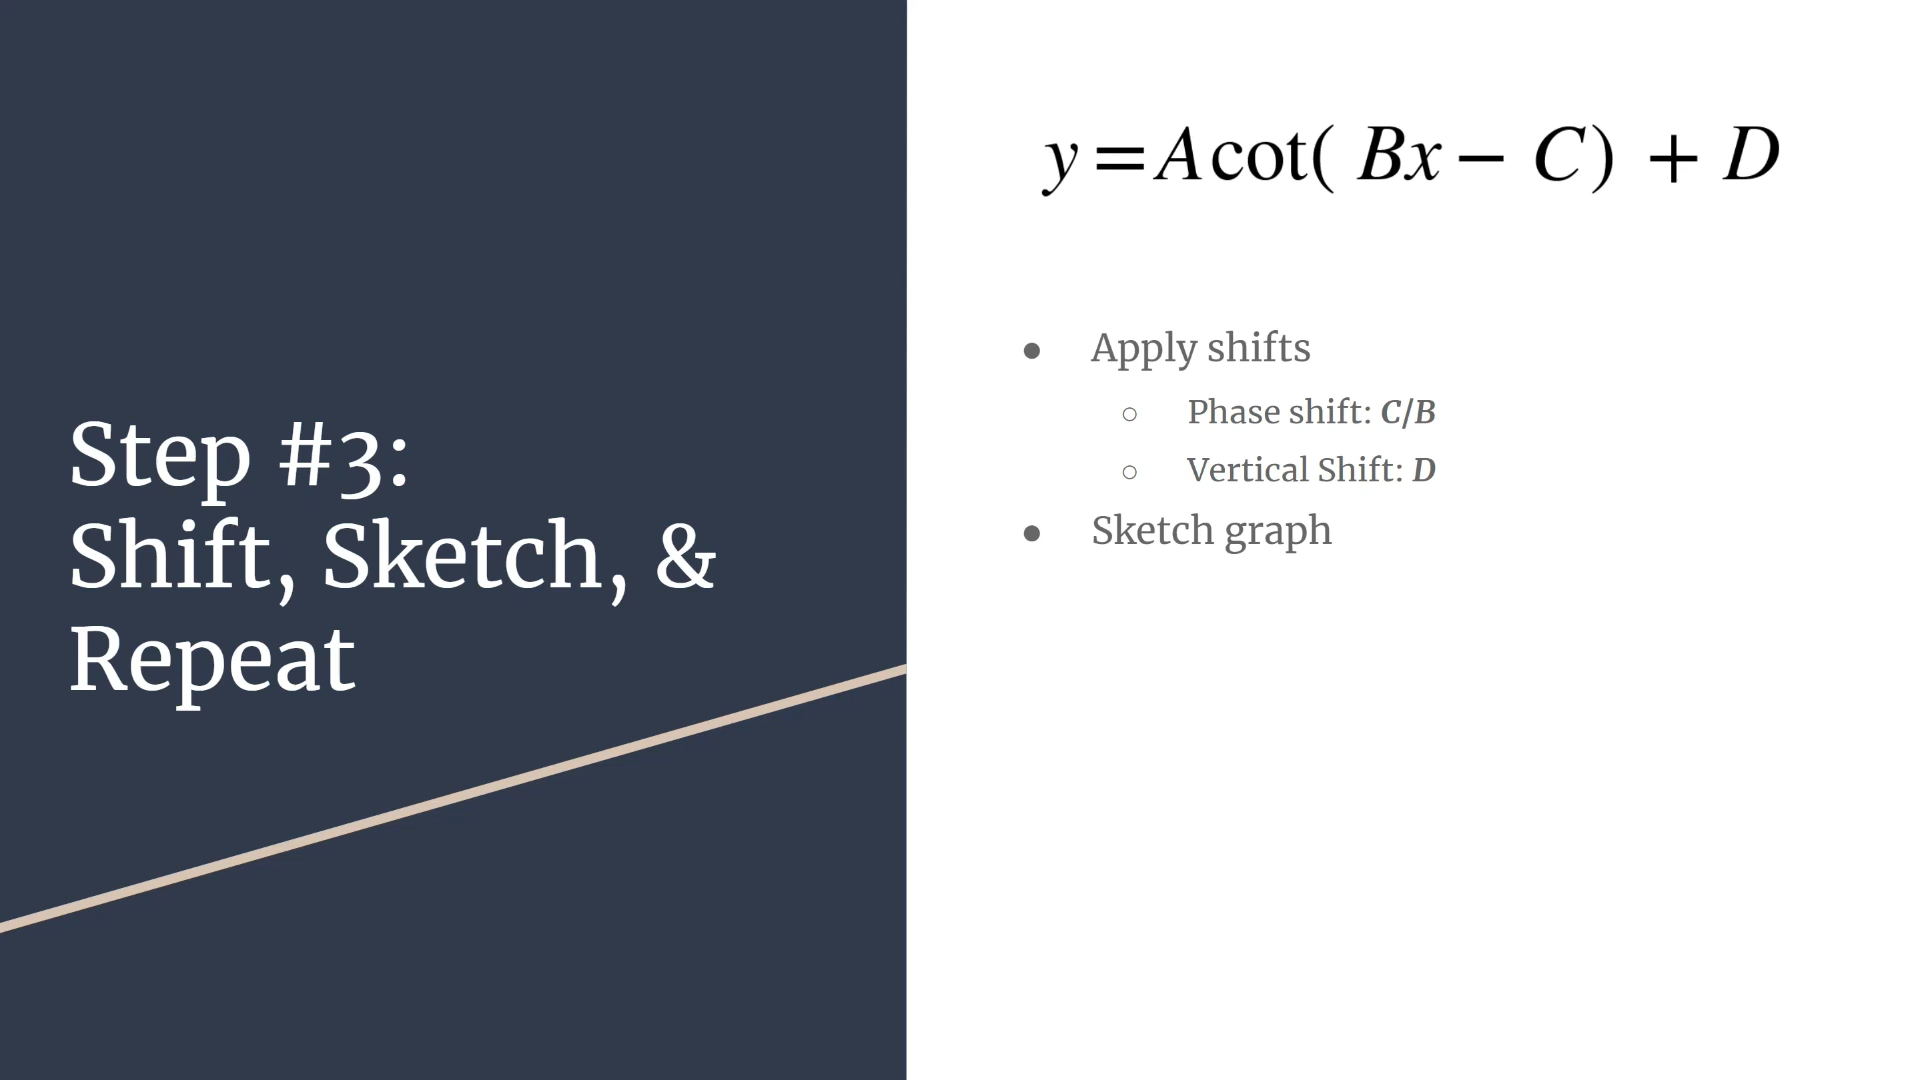 Step #3:
Shift, Sketch, &
Repeat
y = A cot( Bx − C) + D
● Apply shifts
○ Phase shift: C/B
○ Vertical Shift: D
● Sketch graph